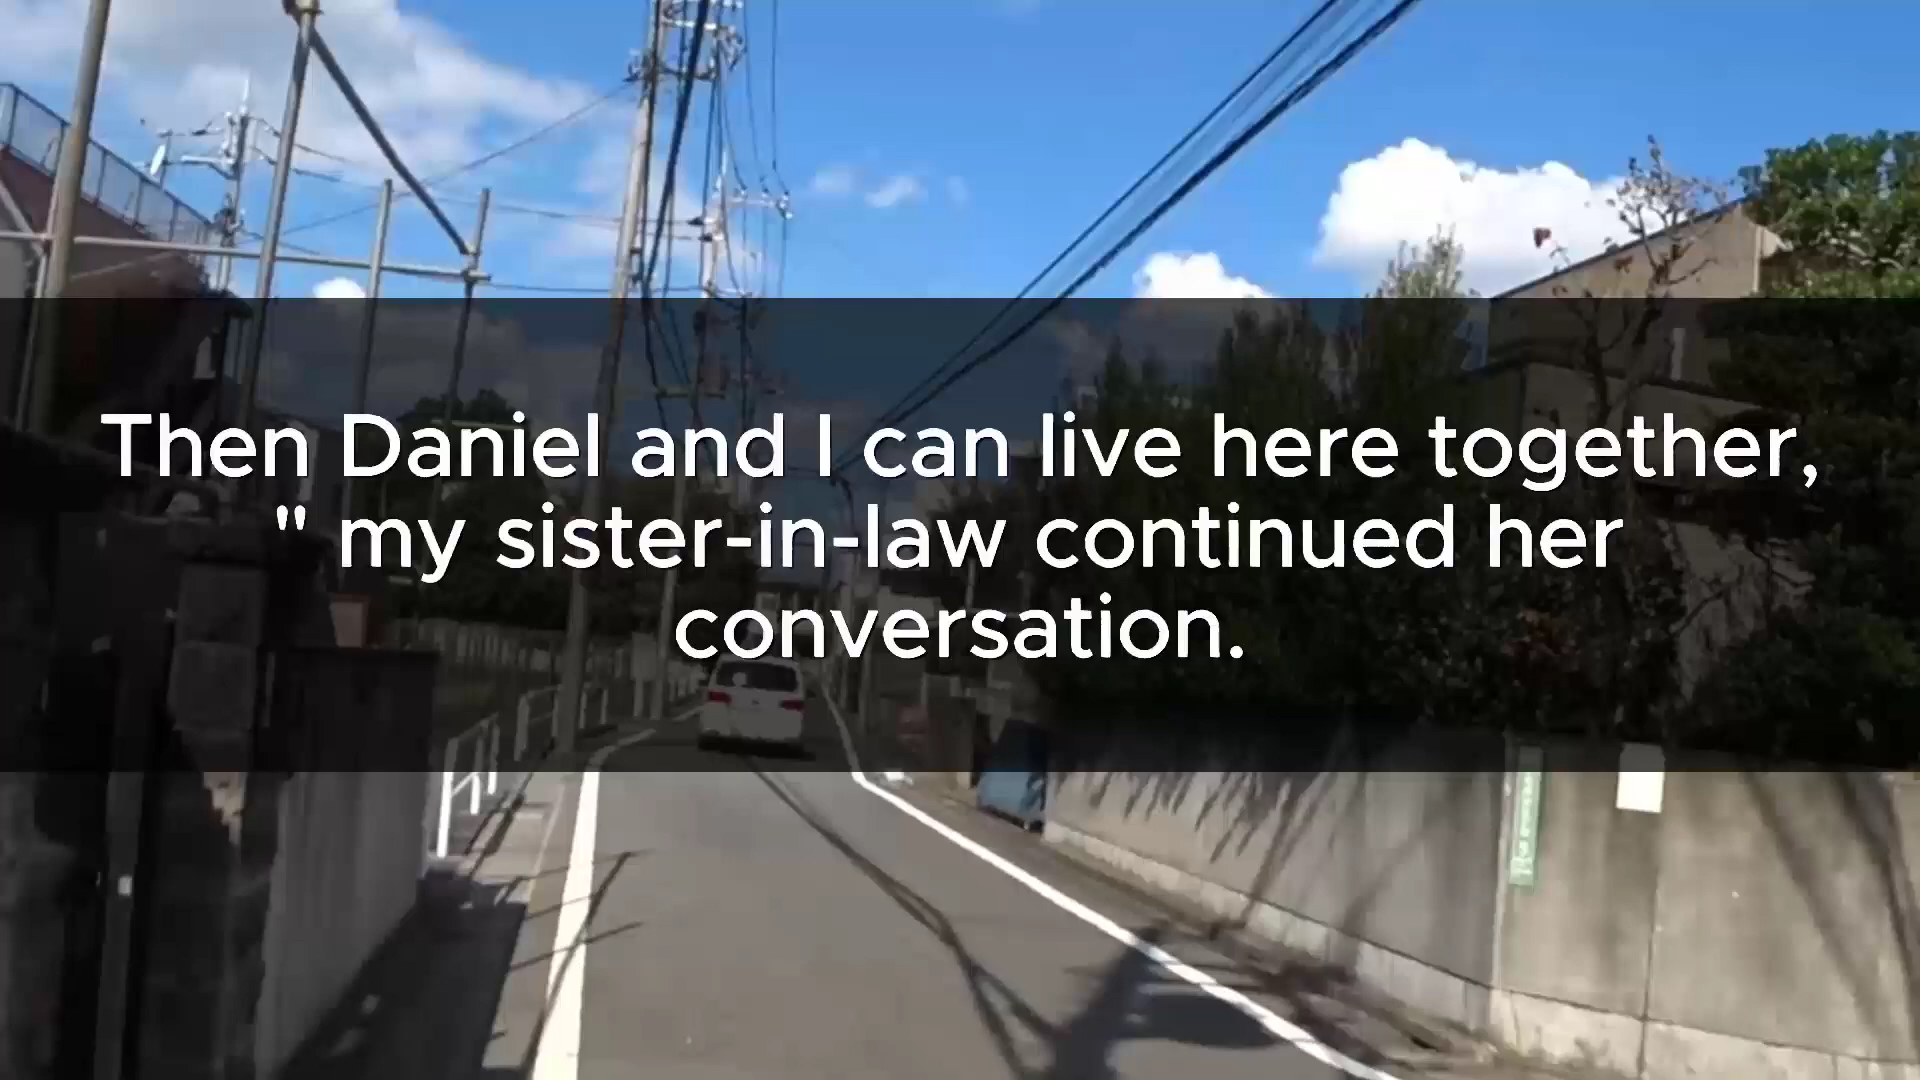 Then Daniel and I can live here together,
" my sister-in-law continued her
conversation.